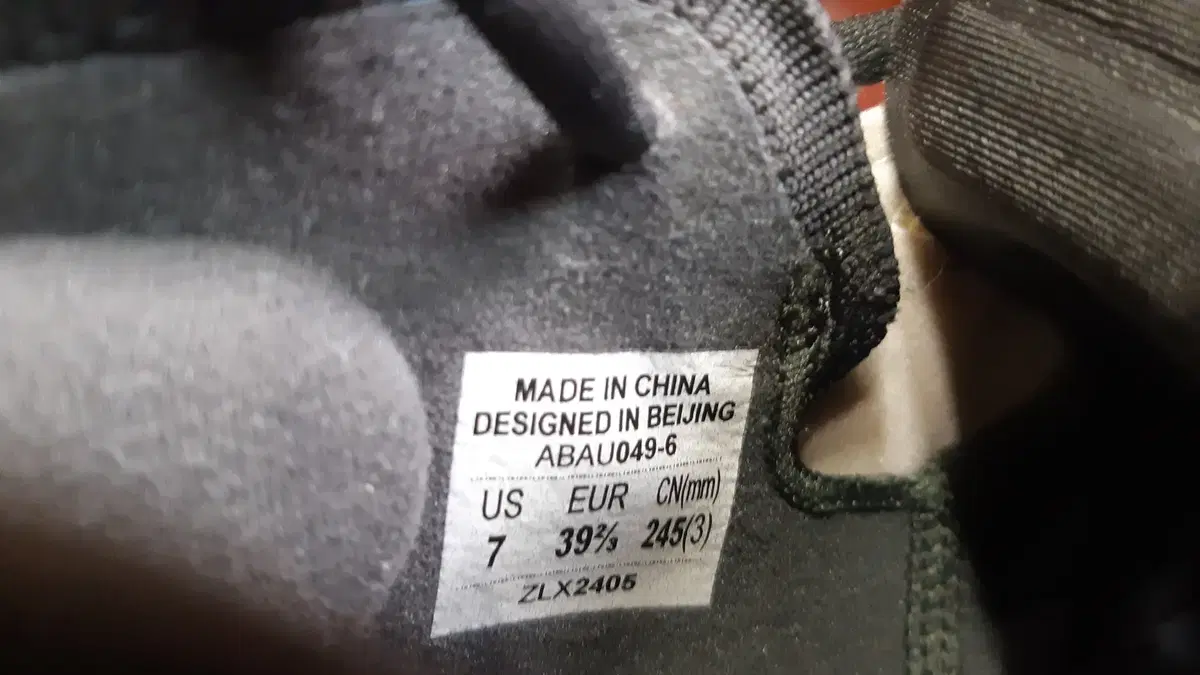 MADE IN CHINA
DESIGNED IN BEIJING
ABAU049-6
US EUR CN(mm)
7 39⅔ 245(3)
ZLX2405